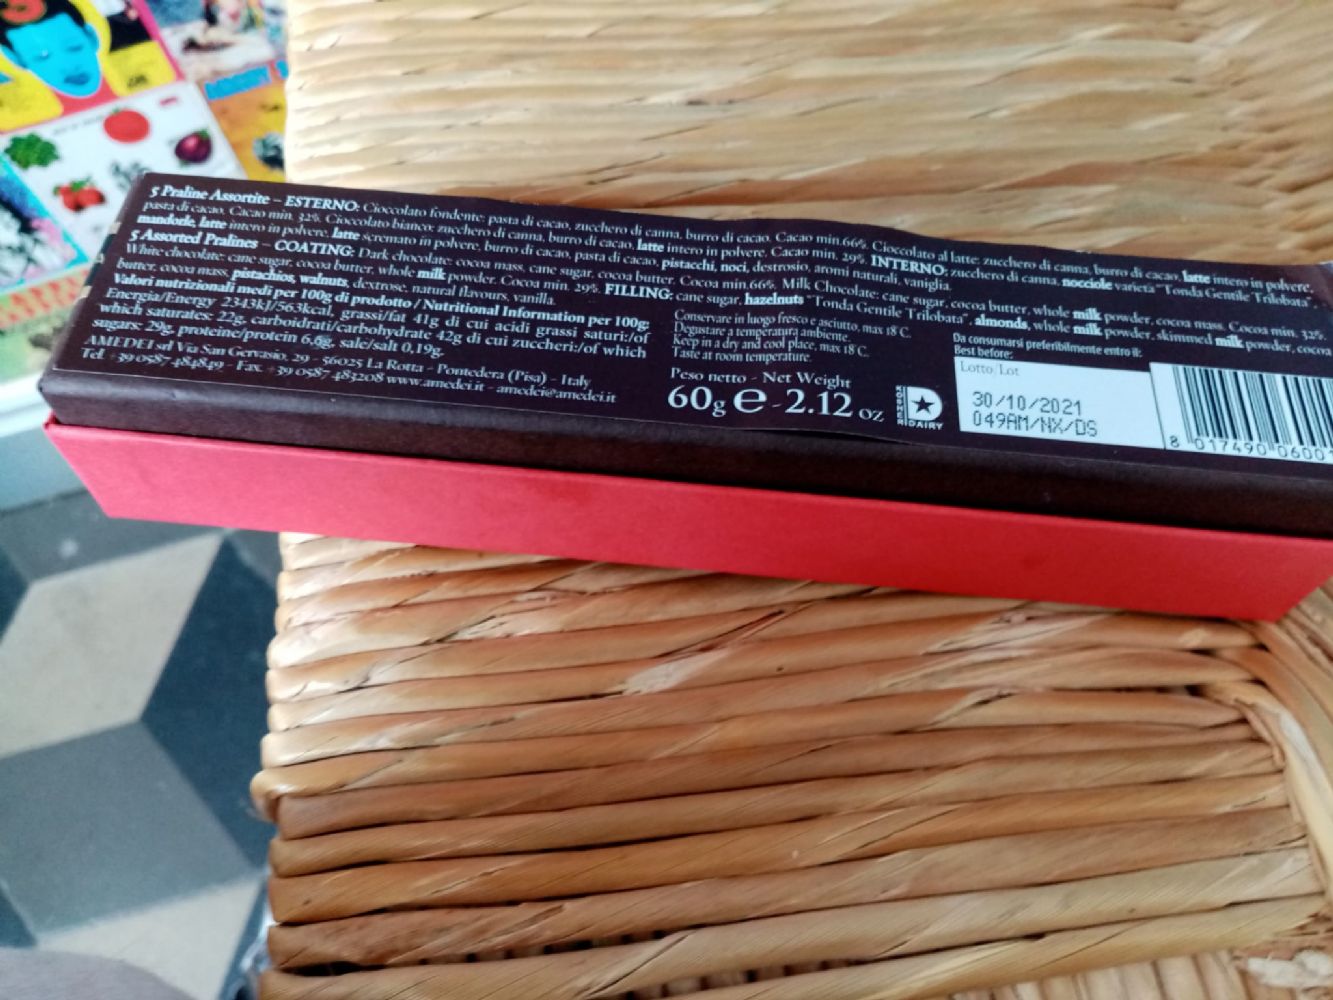 5 Praline Assortite – ESTERNO: Cioccolato fondente: pasta di cacao, zucchero di canna, burro di cacao. Cacao min.66%. Cioccolato al latte: zucchero di canna, burro di cacao, latte intero in polvere,
pasta di cacao. Cacao min. 32%. Cioccolato bianco: zucchero di canna, burro di cacao, latte intero in polvere. Cacao min. 29%. INTERNO: zucchero di canna, nocciole varietà "Tonda Gentile Trilobata",
mandorle, latte intero in polvere, latte scremato in polvere, burro di cacao, pasta di cacao, pistacchi, noci, destrosio, aromi naturali, vaniglia.
5 Assorted Pralines – COATING: Dark chocolate: cocoa mass, cane sugar, cocoa butter. Cocoa min.66%. Milk Chocolate: cane sugar, cocoa butter, whole milk powder, cocoa mass. Cocoa min. 32%.
White chocolate: cane sugar, cocoa butter, whole milk powder. Cocoa min. 29%. FILLING: cane sugar, hazelnuts "Tonda Gentile Trilobata", almonds, whole milk powder, skimmed milk powder, cocoa
butter, cocoa mass, pistachios, walnuts, dextrose, natural flavours, vanilla.
Valori nutrizionali medi per 100g di prodotto / Nutritional Information per 100g:
Energia/Energy 2343kJ/563kcal, grassi/fat 41g di cui acidi grassi saturi:/of
which saturates: 22g, carboidrati/carbohydrate 42g di cui zuccheri:/of which
sugars: 29g, proteine/protein 6,6g, sale/salt 0,19g.
AMEDEI srl Via San Gervasio, 29 - 56025 La Rotta - Pontedera (Pisa) - Italy
Tel. +39 0587 484849 - Fax. +39 0587 483208 www.amedei.it - amedei@amedei.it
Conservare in luogo fresco e asciutto, max 18°C.
Degustare a temperatura ambiente.
Keep in a dry and cool place, max 18°C.
Taste at room temperature.
Peso netto - Net Weight
60g e - 2.12 oz
KOSHER D DAIRY
Da consumarsi preferibilmente entro il:
Best before:
Lotto/Lot
30/10/2021
049AM/NX/DS
8 017490 06001